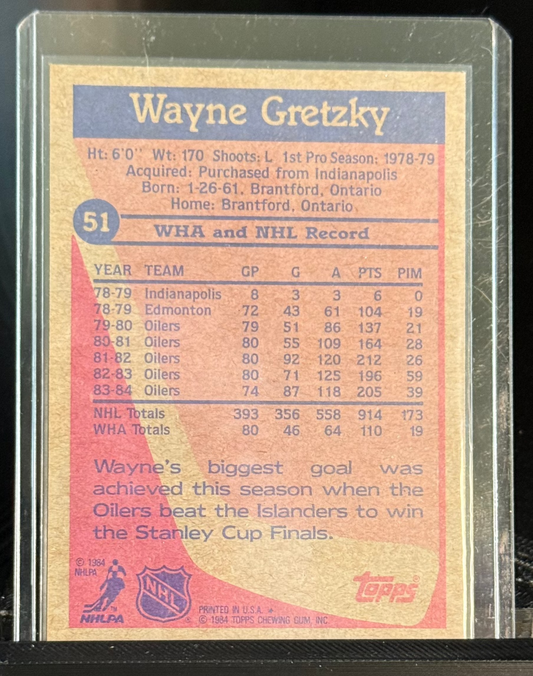 Wayne Gretzky
Ht: 6'0" Wt: 170 Shoots: L 1st Pro Season: 1978-79
Acquired: Purchased from Indianapolis
Born: 1-26-61, Brantford, Ontario
Home: Brantford, Ontario
51
WHA and NHL Record
YEAR TEAM GP G A PTS PIM
78-79 Indianapolis 8 3 3 6 0
78-79 Edmonton 72 43 61 104 19
79-80 Oilers 79 51 86 137 21
80-81 Oilers 80 55 109 164 28
81-82 Oilers 80 92 120 212 26
82-83 Oilers 80 71 125 196 59
83-84 Oilers 74 87 118 205 39
NHL Totals 393 356 558 914 173
WHA Totals 80 46 64 110 19
Wayne's biggest goal was
achieved this season when the
Oilers beat the Islanders to win
the Stanley Cup Finals.
© 1984
NHLPA
NHLPA
NHL
PRINTED IN U.S.A. *
© 1984 TOPPS CHEWING GUM, INC.
Topps